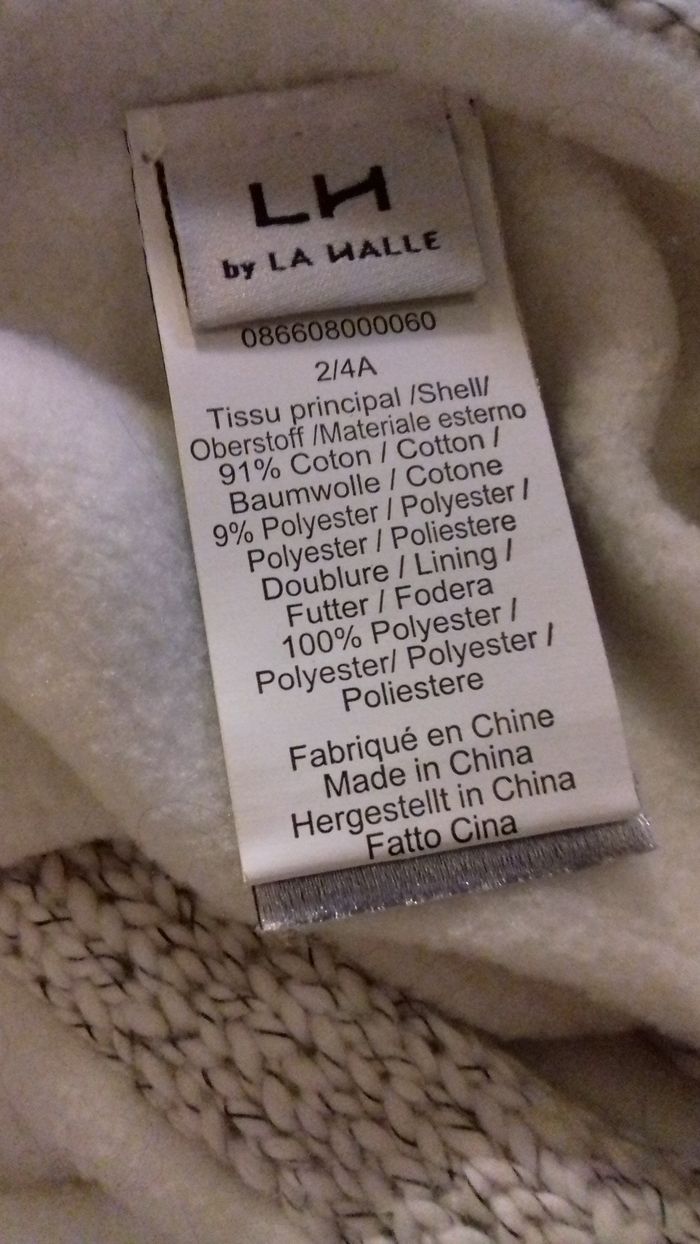 LH
by LA HALLE
086608000060
2/4A
Tissu principal /Shell/
Oberstoff /Materiale esterno
91% Coton / Cotton /
Baumwolle / Cotone
9% Polyester / Polyester /
Polyester / Poliestere
Doublure / Lining /
Futter / Fodera
100% Polyester /
Polyester/ Polyester /
Poliestere
Fabriqué en Chine
Made in China
Hergestellt in China
Fatto Cina